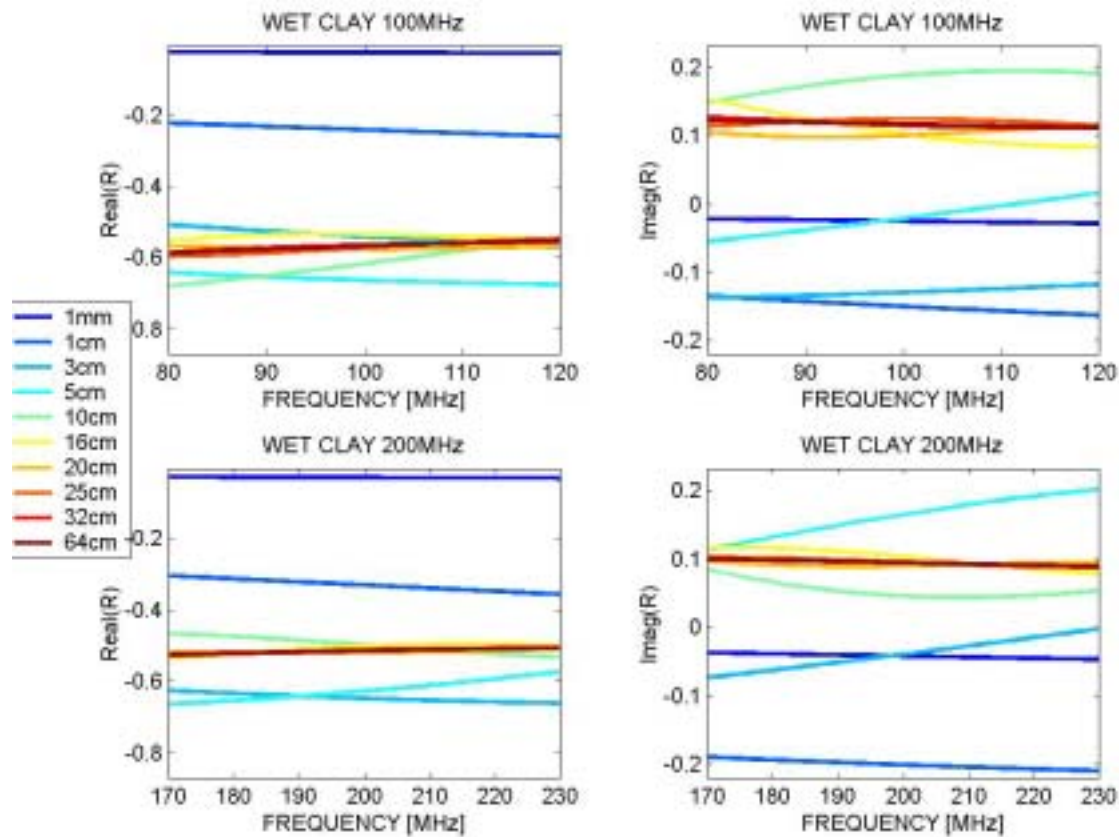 WET CLAY 100MHz
-0.2
-0.4
-0.6
0.8
Real(R)
80 90 100 110 120
FREQUENCY [MHz]
WET CLAY 100MHz
0.2
0.1
0
-0.1
-0.2
Imag(R)
80 90 100 110 120
FREQUENCY [MHz]
1mm
1cm
3cm
5cm
10cm
16cm
20cm
25cm
32cm
64cm
WET CLAY 200MHz
-0.2
-0.4
-0.6
-0.8
Real(R)
170 180 190 200 210 220 230
FREQUENCY [MHz]
WET CLAY 200MHz
0.2
0.1
0
-0.1
-0.2
Imag(R)
170 180 190 200 210 220 230
FREQUENCY [MHz]